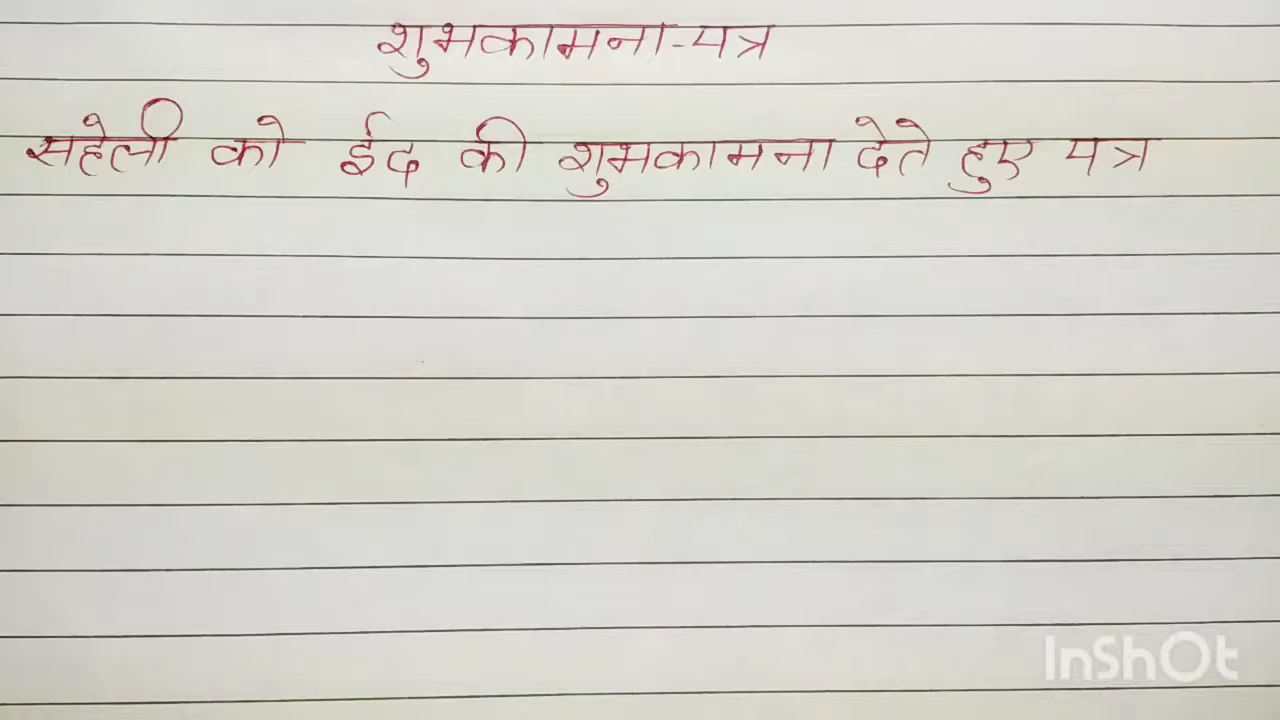 शुभकामना-पत्र
सहेली को ईद की शुभकामना देते हुए पत्र
InShOt